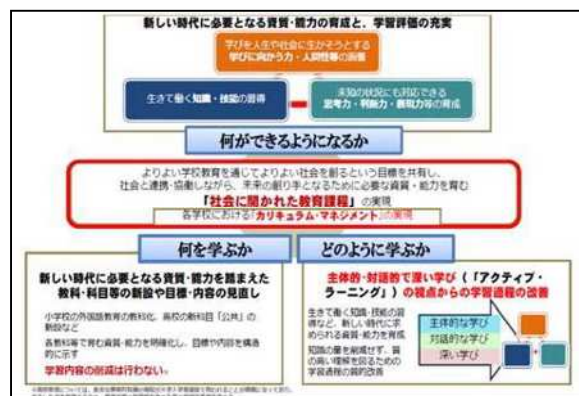 新しい時代に必要となる資質・能力の育成と、学習評価の充実
学びを人生や社会に生かそうとする
学びに向かう力・人間性等の涵養
生きて働く知識・技能の習得
未知の状況にも対応できる
思考力・判断力・表現力等の育成
何ができるようになるか
よりよい学校教育を通じてよりよい社会を創るという目標を共有し、
社会と連携・協働しながら、未来の創り手となるために必要な資質・能力を育む
「社会に開かれた教育課程」の実現
各学校における「カリキュラム・マネジメント」の実現
何を学ぶか
新しい時代に必要となる資質・能力を踏まえた
教科・科目等の新設や目標・内容の見直し
小学校の外国語教育の教科化、高校の新科目「公共」の
新設など
各教科等で育む資質・能力を明確化し、目標や内容を構造
的に示す
学習内容の削減は行わない※
どのように学ぶか
主体的・対話的で深い学び(「アクティブ・
ラーニング」)の視点からの学習過程の改善
生きて働く知識・技能の習
得など、新しい時代に求
められる資質・能力を育成
知識の量を削減せず、質
の高い理解を図るための
学習過程の質的改善
主体的な学び
対話的な学び
深い学び